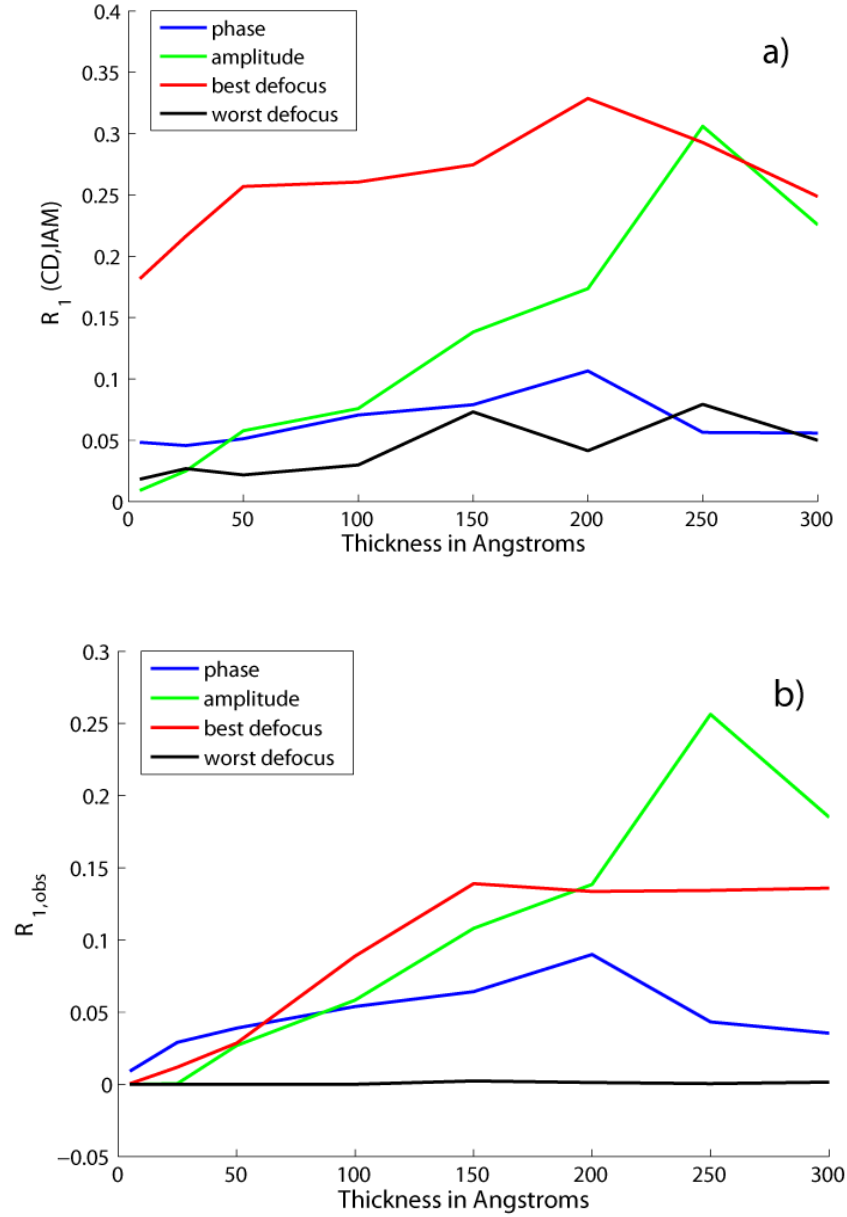 0.4
phase
amplitude
best defocus
worst defocus
a)
0.35
0.3
0.25
0.2
0.15
0.1
0.05
0
R 1 (CD,IAM)
0 50 100 150 200 250 300
Thickness in Angstroms
0.3
phase
amplitude
best defocus
worst defocus
b)
0.25
0.2
0.15
0.1
0.05
0
−0.05
R 1,obs
0 50 100 150 200 250 300
Thickness in Angstroms